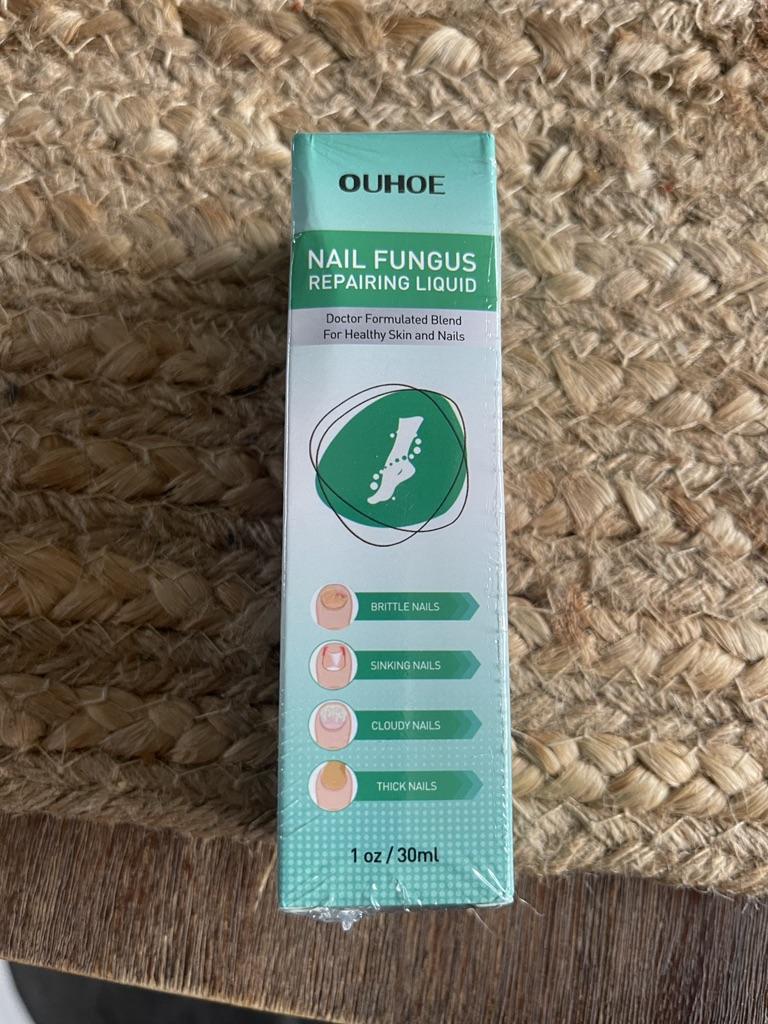 OUHOE
NAIL FUNGUS
REPAIRING LIQUID
Doctor Formulated Blend
For Healthy Skin and Nails
BRITTLE NAILS
SINKING NAILS
CLOUDY NAILS
THICK NAILS
1 oz / 30ml